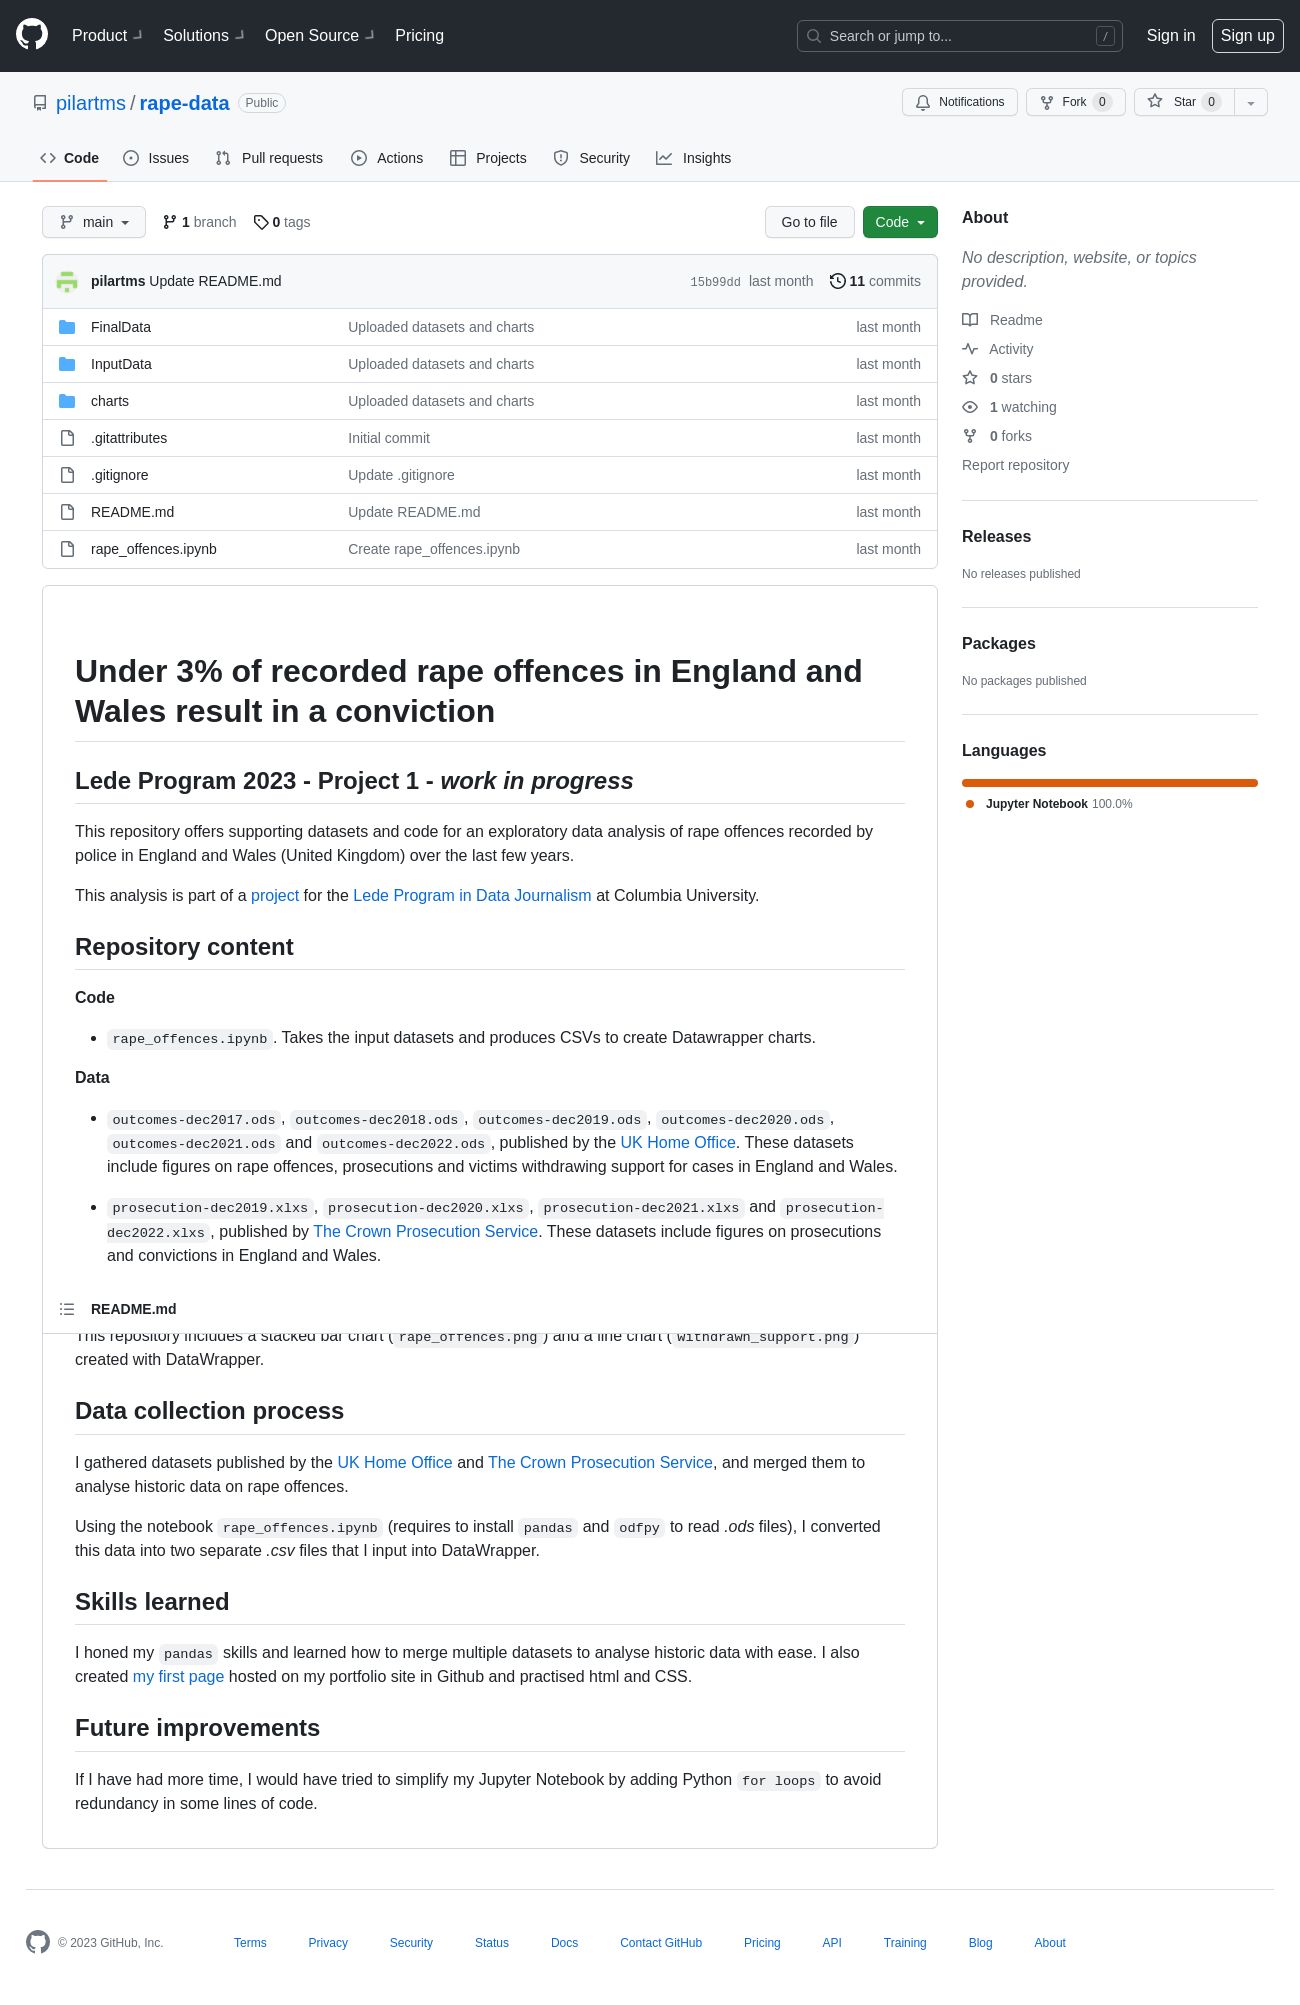 Product Solutions Open Source Pricing Search or jump to... / Sign in Sign up
pilartms / rape-data Public Notifications Fork 0 Star 0
Code Issues Pull requests Actions Projects Security Insights
main 1 branch 0 tags Go to file Code
pilartms Update README.md 15b99dd last month 11 commits
FinalData Uploaded datasets and charts last month
InputData Uploaded datasets and charts last month
charts Uploaded datasets and charts last month
.gitattributes Initial commit last month
.gitignore Update .gitignore last month
README.md Update README.md last month
rape_offences.ipynb Create rape_offences.ipynb last month
Under 3% of recorded rape offences in England and
Wales result in a conviction
Lede Program 2023 - Project 1 - work in progress
This repository offers supporting datasets and code for an exploratory data analysis of rape offences recorded by
police in England and Wales (United Kingdom) over the last few years.
This analysis is part of a project for the Lede Program in Data Journalism at Columbia University.
Repository content
Code
rape_offences.ipynb. Takes the input datasets and produces CSVs to create Datawrapper charts.
Data
outcomes-dec2017.ods, outcomes-dec2018.ods, outcomes-dec2019.ods, outcomes-dec2020.ods,
outcomes-dec2021.ods and outcomes-dec2022.ods, published by the UK Home Office. These datasets
include figures on rape offences, prosecutions and victims withdrawing support for cases in England and Wales.
prosecution-dec2019.xlxs, prosecution-dec2020.xlxs, prosecution-dec2021.xlxs and prosecution-
dec2022.xlxs, published by The Crown Prosecution Service. These datasets include figures on prosecutions
and convictions in England and Wales.
README.md
This repository includes a stacked bar chart (rape_offences.png) and a line chart (withdrawn_support.png)
created with DataWrapper.
Data collection process
I gathered datasets published by the UK Home Office and The Crown Prosecution Service, and merged them to
analyse historic data on rape offences.
Using the notebook rape_offences.ipynb (requires to install pandas and odfpy to read .ods files), I converted
this data into two separate .csv files that I input into DataWrapper.
Skills learned
I honed my pandas skills and learned how to merge multiple datasets to analyse historic data with ease. I also
created my first page hosted on my portfolio site in Github and practised html and CSS.
Future improvements
If I have had more time, I would have tried to simplify my Jupyter Notebook by adding Python for loops to avoid
redundancy in some lines of code.
About
No description, website, or topics
provided.
Readme
Activity
0 stars
1 watching
0 forks
Report repository
Releases
No releases published
Packages
No packages published
Languages
Jupyter Notebook 100.0%
© 2023 GitHub, Inc. Terms Privacy Security Status Docs Contact GitHub Pricing API Training Blog About